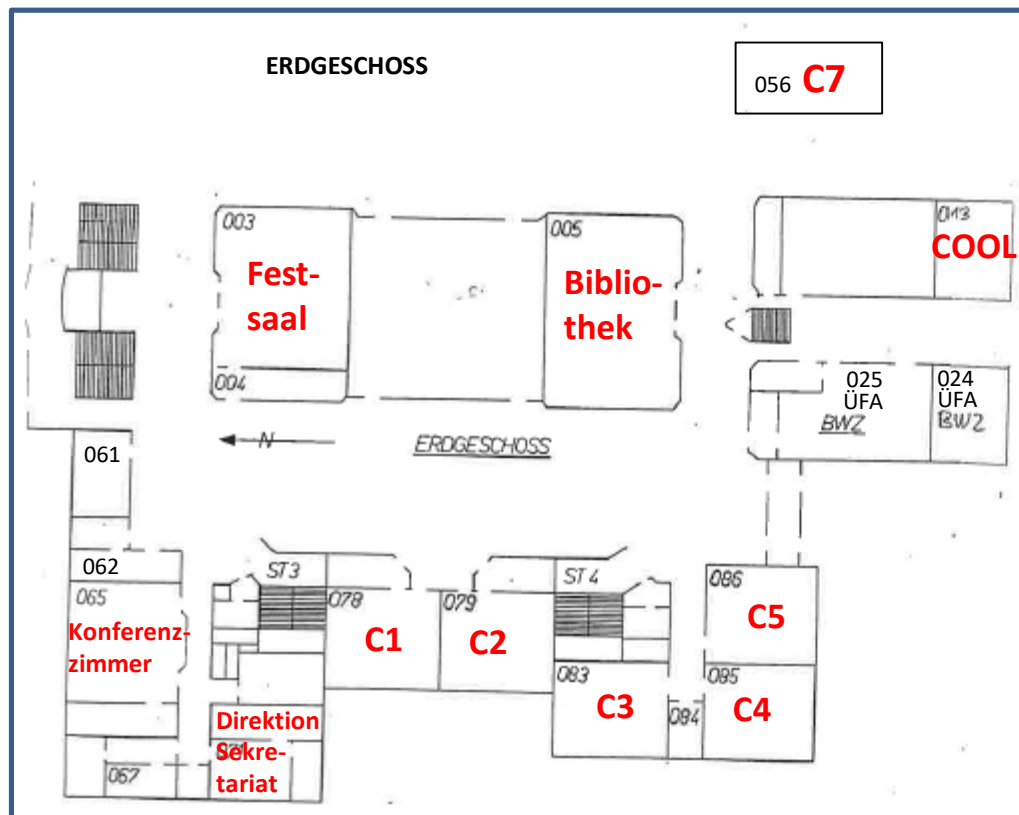 ERDGESCHOSS
056 C7
003
Fest-
saal
004
005
Biblio-
thek
013
COOL
025
ÜFA
BWZ
024
ÜFA
BWZ
N
ERDGESCHOSS
061
062
065
Konferenz-
zimmer
067
ST3
078
C1
079
C2
ST4
083
C3
084
086
C5
085
C4
Direktion
Sekre-
tariat